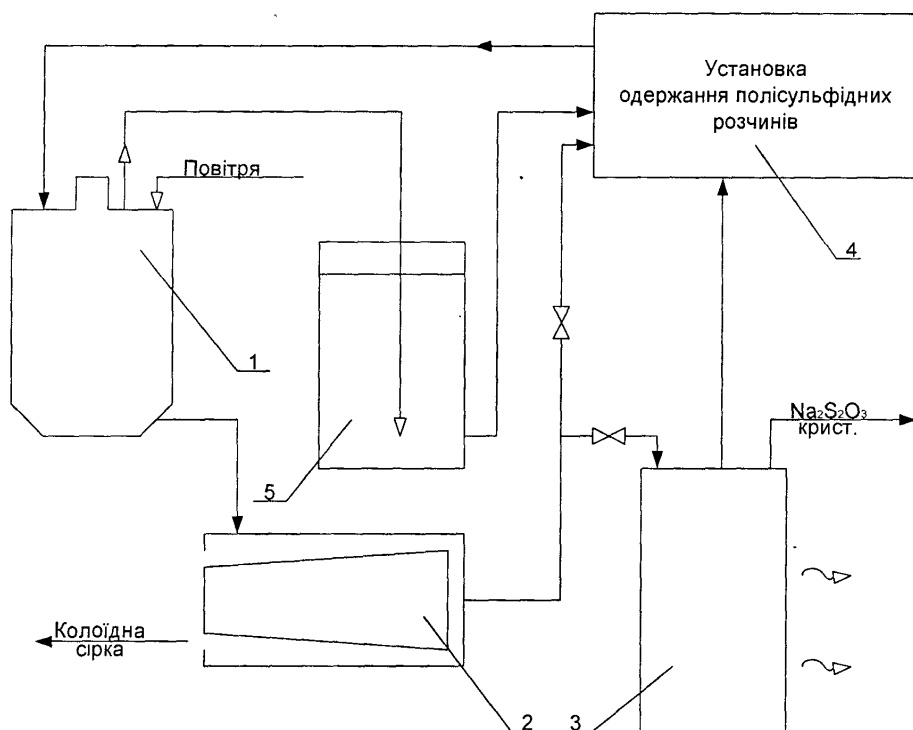 Установка
одержання полісульфідних
розчинів
Повітря
4
1
Na₂S₂O₃
крист.
5
Колоїдна
сірка
2 3